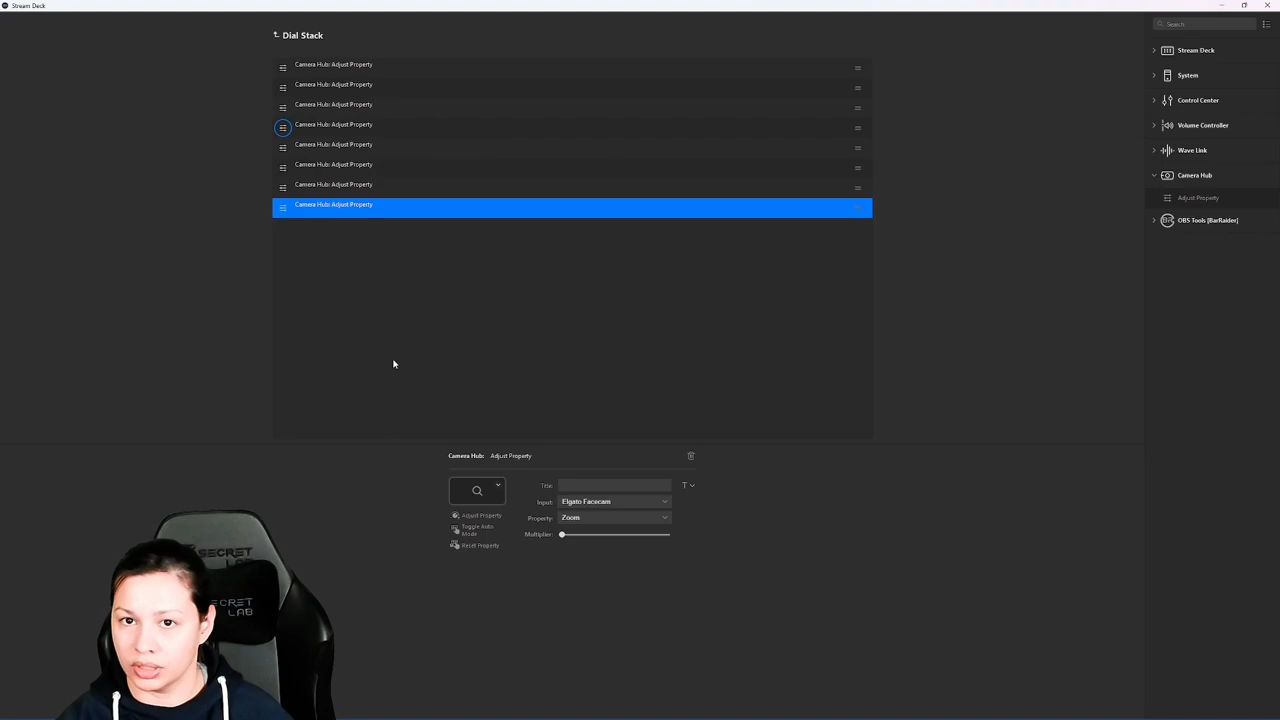 Stream Deck
Dial Stack
Search
Camera Hub: Adjust Property
Camera Hub: Adjust Property
Camera Hub: Adjust Property
Camera Hub: Adjust Property
Camera Hub: Adjust Property
Camera Hub: Adjust Property
Camera Hub: Adjust Property
Camera Hub: Adjust Property
Stream Deck
System
Control Center
Volume Controller
Wave Link
Camera Hub
Adjust Property
OBS Tools [BarRaider]
Camera Hub: Adjust Property
Title:
T
Input: Elgato Facecam
Property: Zoom
Multiplier:
Adjust Property
Toggle Auto
Mode
Reset Property
SECRET LAB
SECRET
LAB